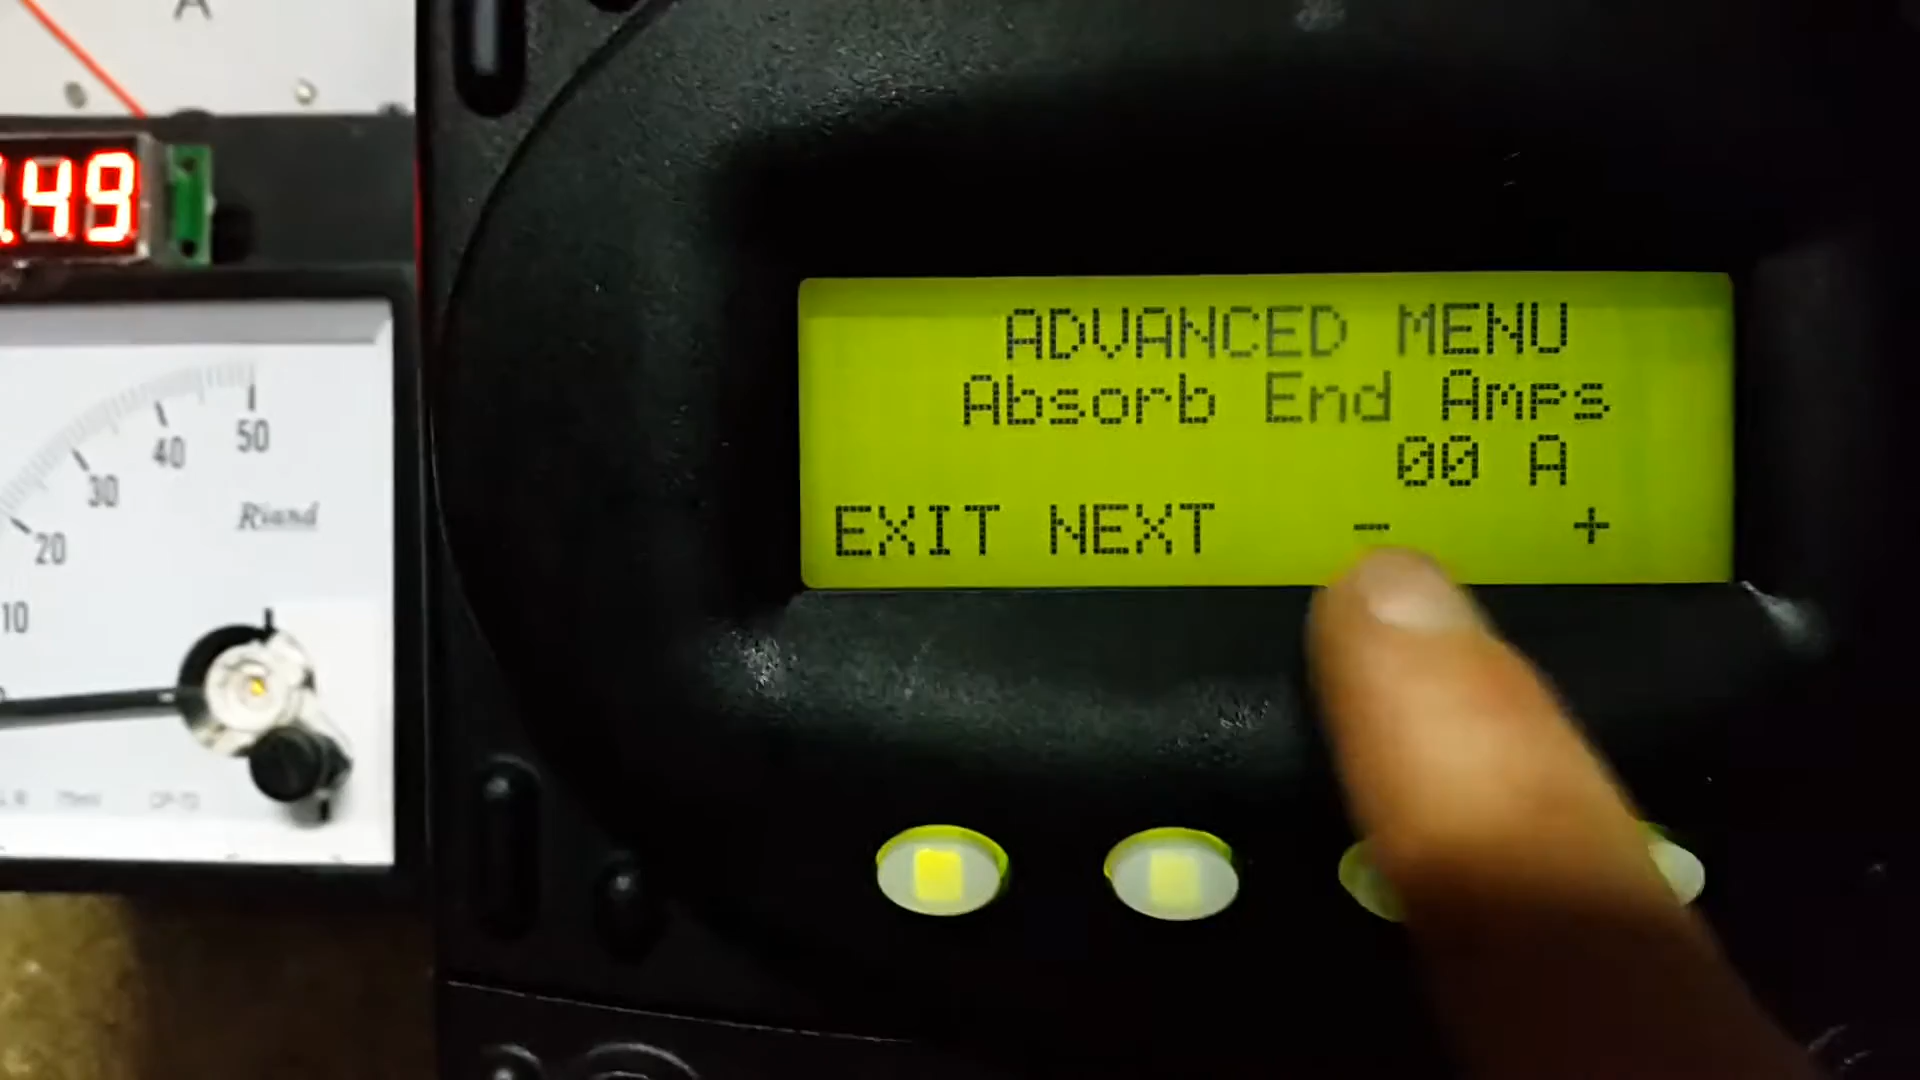 A
.49
50
40
30
20
10
Riand
ADVANCED MENU
Absorb End Amps
00 A
EXIT NEXT - +